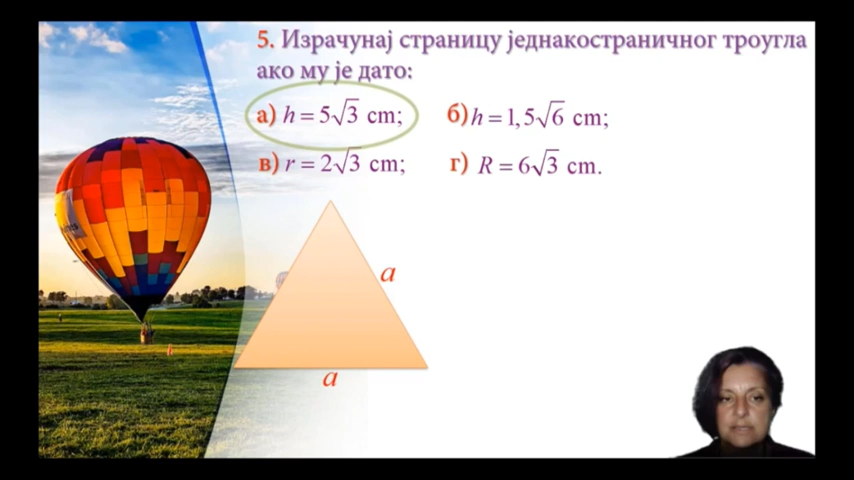 5. Израчунај страницу једнакостраничног троугла
ако му је дато:
а) h = 5√3 cm; б) h = 1,5√6 cm;
в) r = 2√3 cm; г) R = 6√3 cm.
a
a